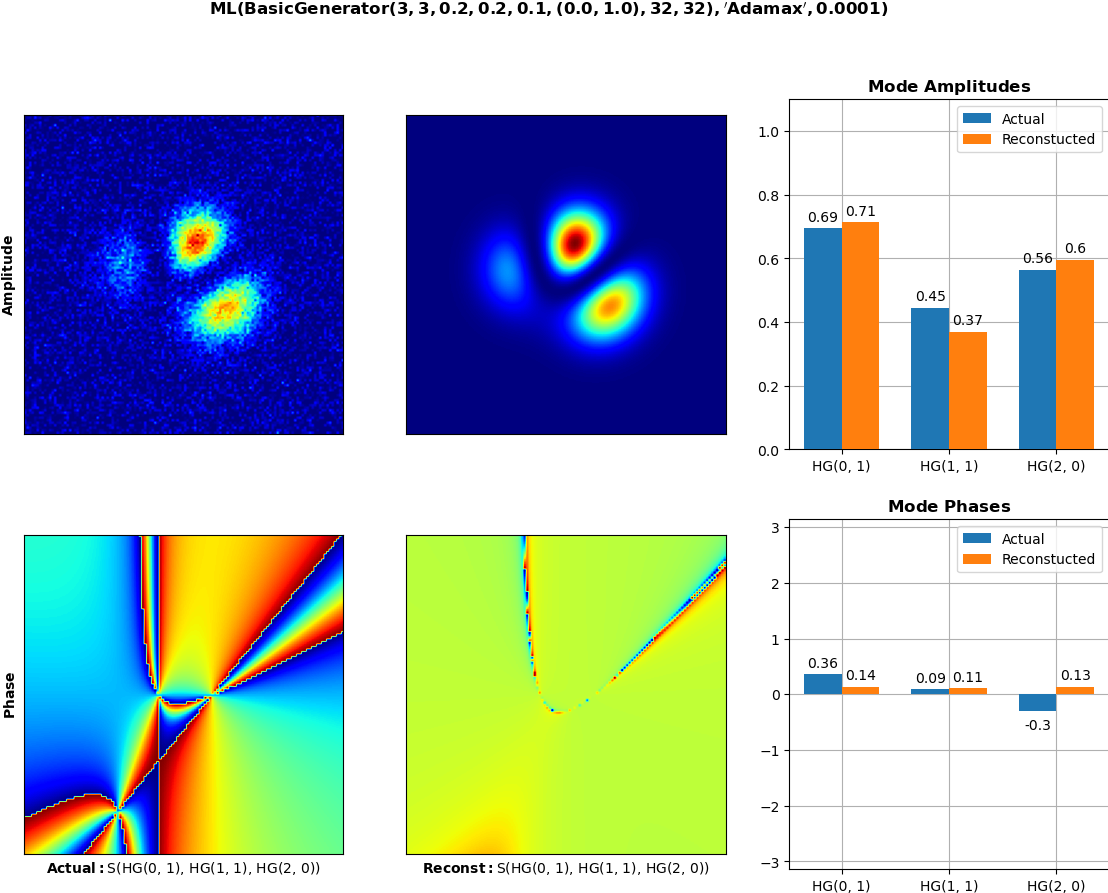 ML(BasicGenerator(3, 3, 0.2, 0.2, 0.1, (0.0, 1.0), 32, 32), ′Adamax′, 0.0001)
Mode Amplitudes
Amplitude
Actual
Reconstucted
1.0
0.8
0.6
0.4
0.2
0.0
0.69
0.71
0.45
0.37
0.56
0.6
HG(0, 1)
HG(1, 1)
HG(2, 0)
Mode Phases
Phase
Actual
Reconstucted
3
2
1
0
−1
−2
−3
0.36
0.14
0.09
0.11
-0.3
0.13
HG(0, 1)
HG(1, 1)
HG(2, 0)
Actual: S(HG(0, 1), HG(1, 1), HG(2, 0))
Reconst: S(HG(0, 1), HG(1, 1), HG(2, 0))